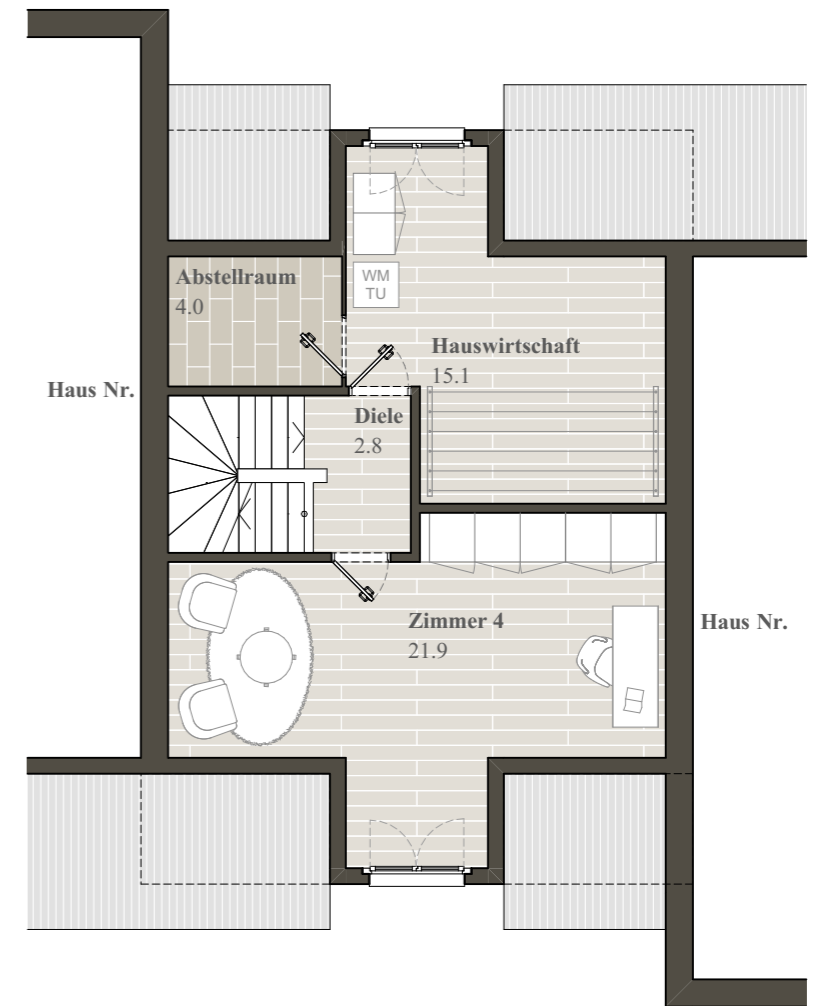 Abstellraum
4.0
WM
TU
Hauswirtschaft
15.1
Haus Nr.
Diele
2.8
Zimmer 4
21.9
Haus Nr.